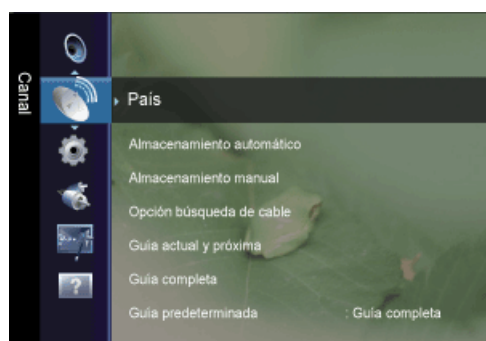 Canal
País
Almacenamiento automático
Almacenamiento manual
Opción búsqueda de cable
Guía actual y próxima
Guía completa
Guía predeterminada : Guía completa